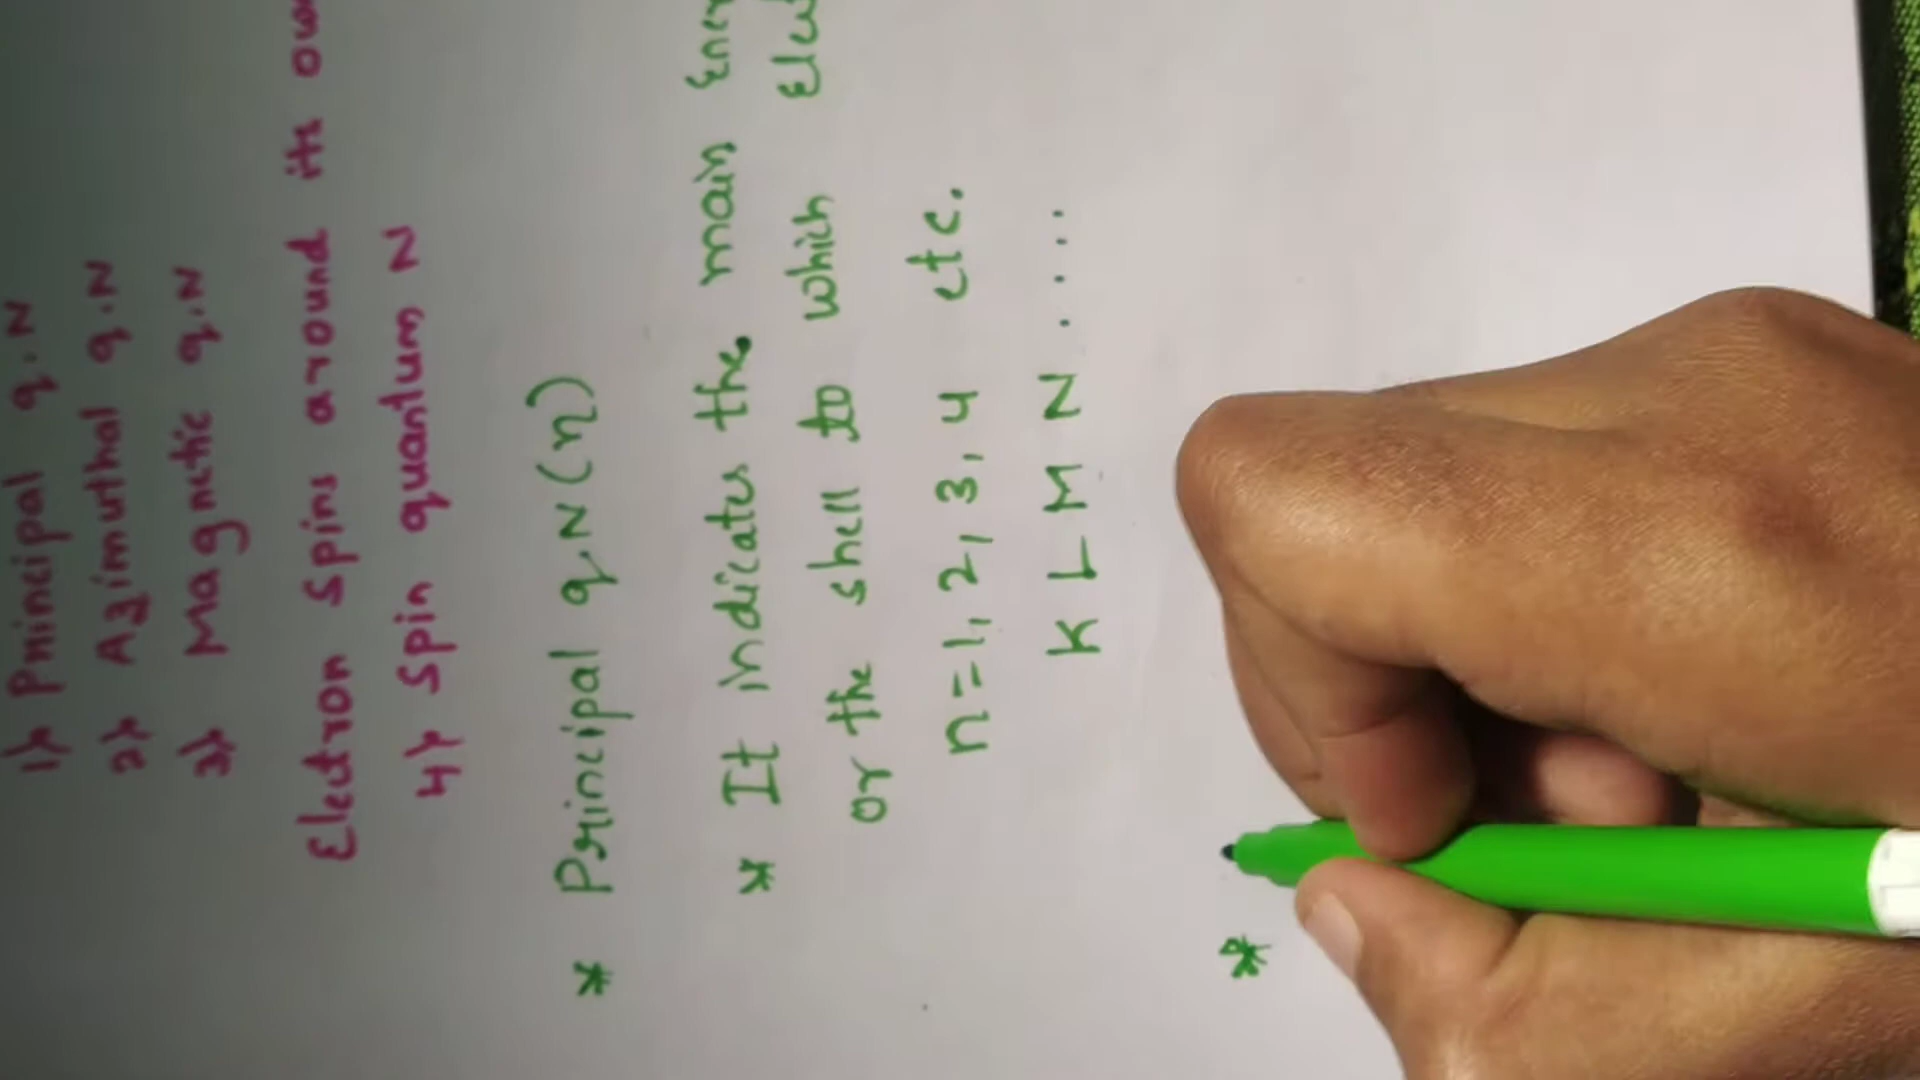 1} Principal q.N
2} Azimuthal q.N
3} Magnetic q.N
Electron spins around its
4} Spin quantum N
* Principal q.N (n)
* It indicates the main
or the shell to which
n = 1, 2, 3, 4 etc.
K L M N . . . .
*